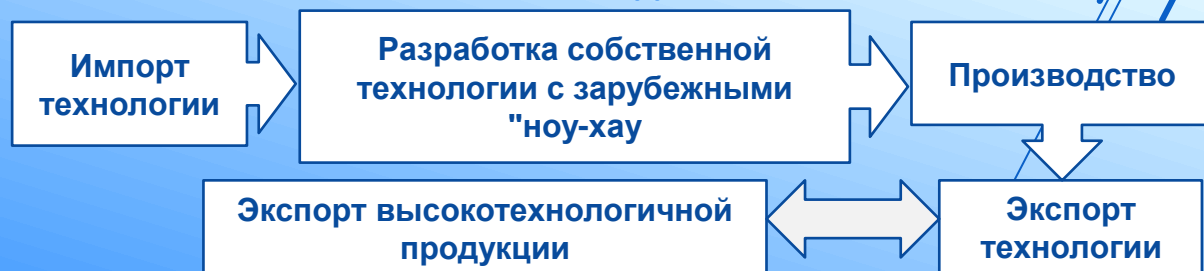 Импорт
технологии
Разработка собственной
технологии с зарубежными
"ноу-хау
Производство
Экспорт высокотехнологичной
продукции
Экспорт
технологии